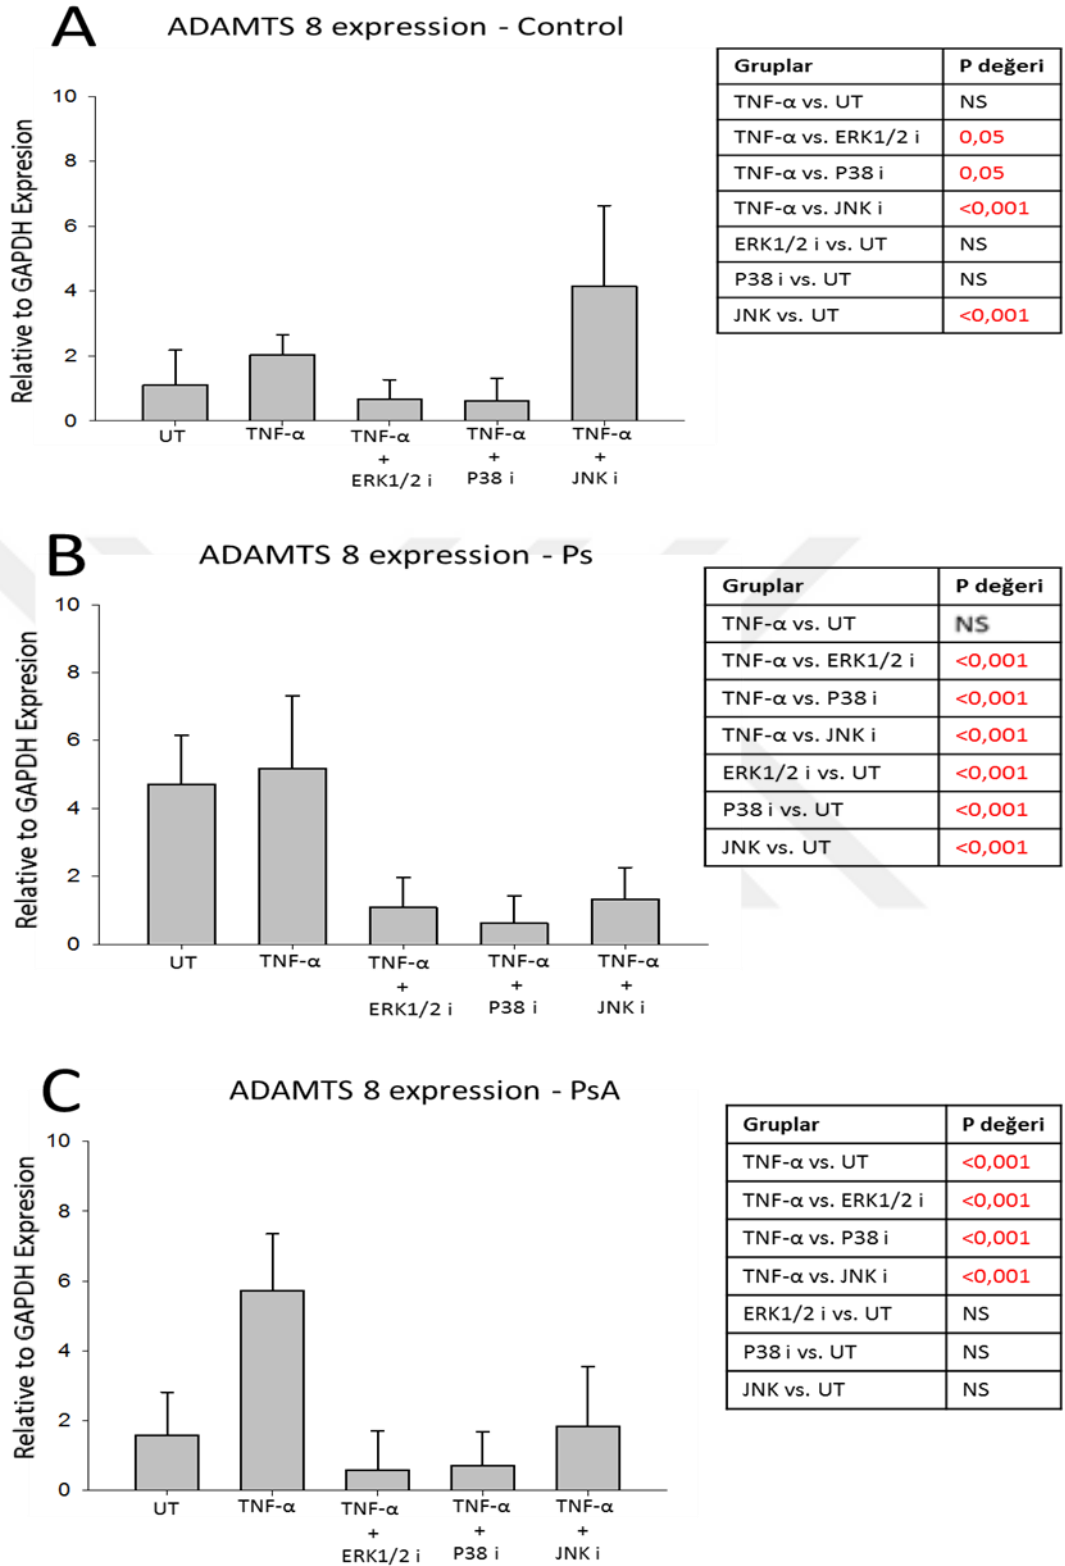 A
ADAMTS 8 expression - Control
Relative to GAPDH Expresion
10
8
6
4
2
0
UT
TNF-α
TNF-α
+
ERK1/2 i
TNF-α
+
P38 i
TNF-α
+
JNK i
Gruplar P değeri
TNF-α vs. UT NS
TNF-α vs. ERK1/2 i 0,05
TNF-α vs. P38 i 0,05
TNF-α vs. JNK i <0,001
ERK1/2 i vs. UT NS
P38 i vs. UT NS
JNK vs. UT <0,001
B
ADAMTS 8 expression - Ps
Relative to GAPDH Expresion
10
8
6
4
2
0
UT
TNF-α
TNF-α
+
ERK1/2 i
TNF-α
+
P38 i
TNF-α
+
JNK i
Gruplar P değeri
TNF-α vs. UT NS
TNF-α vs. ERK1/2 i <0,001
TNF-α vs. P38 i <0,001
TNF-α vs. JNK i <0,001
ERK1/2 i vs. UT <0,001
P38 i vs. UT <0,001
JNK vs. UT <0,001
C
ADAMTS 8 expression - PsA
Relative to GAPDH Expresion
10
8
6
4
2
0
UT
TNF-α
TNF-α
+
ERK1/2 i
TNF-α
+
P38 i
TNF-α
+
JNK i
Gruplar P değeri
TNF-α vs. UT <0,001
TNF-α vs. ERK1/2 i <0,001
TNF-α vs. P38 i <0,001
TNF-α vs. JNK i <0,001
ERK1/2 i vs. UT NS
P38 i vs. UT NS
JNK vs. UT NS